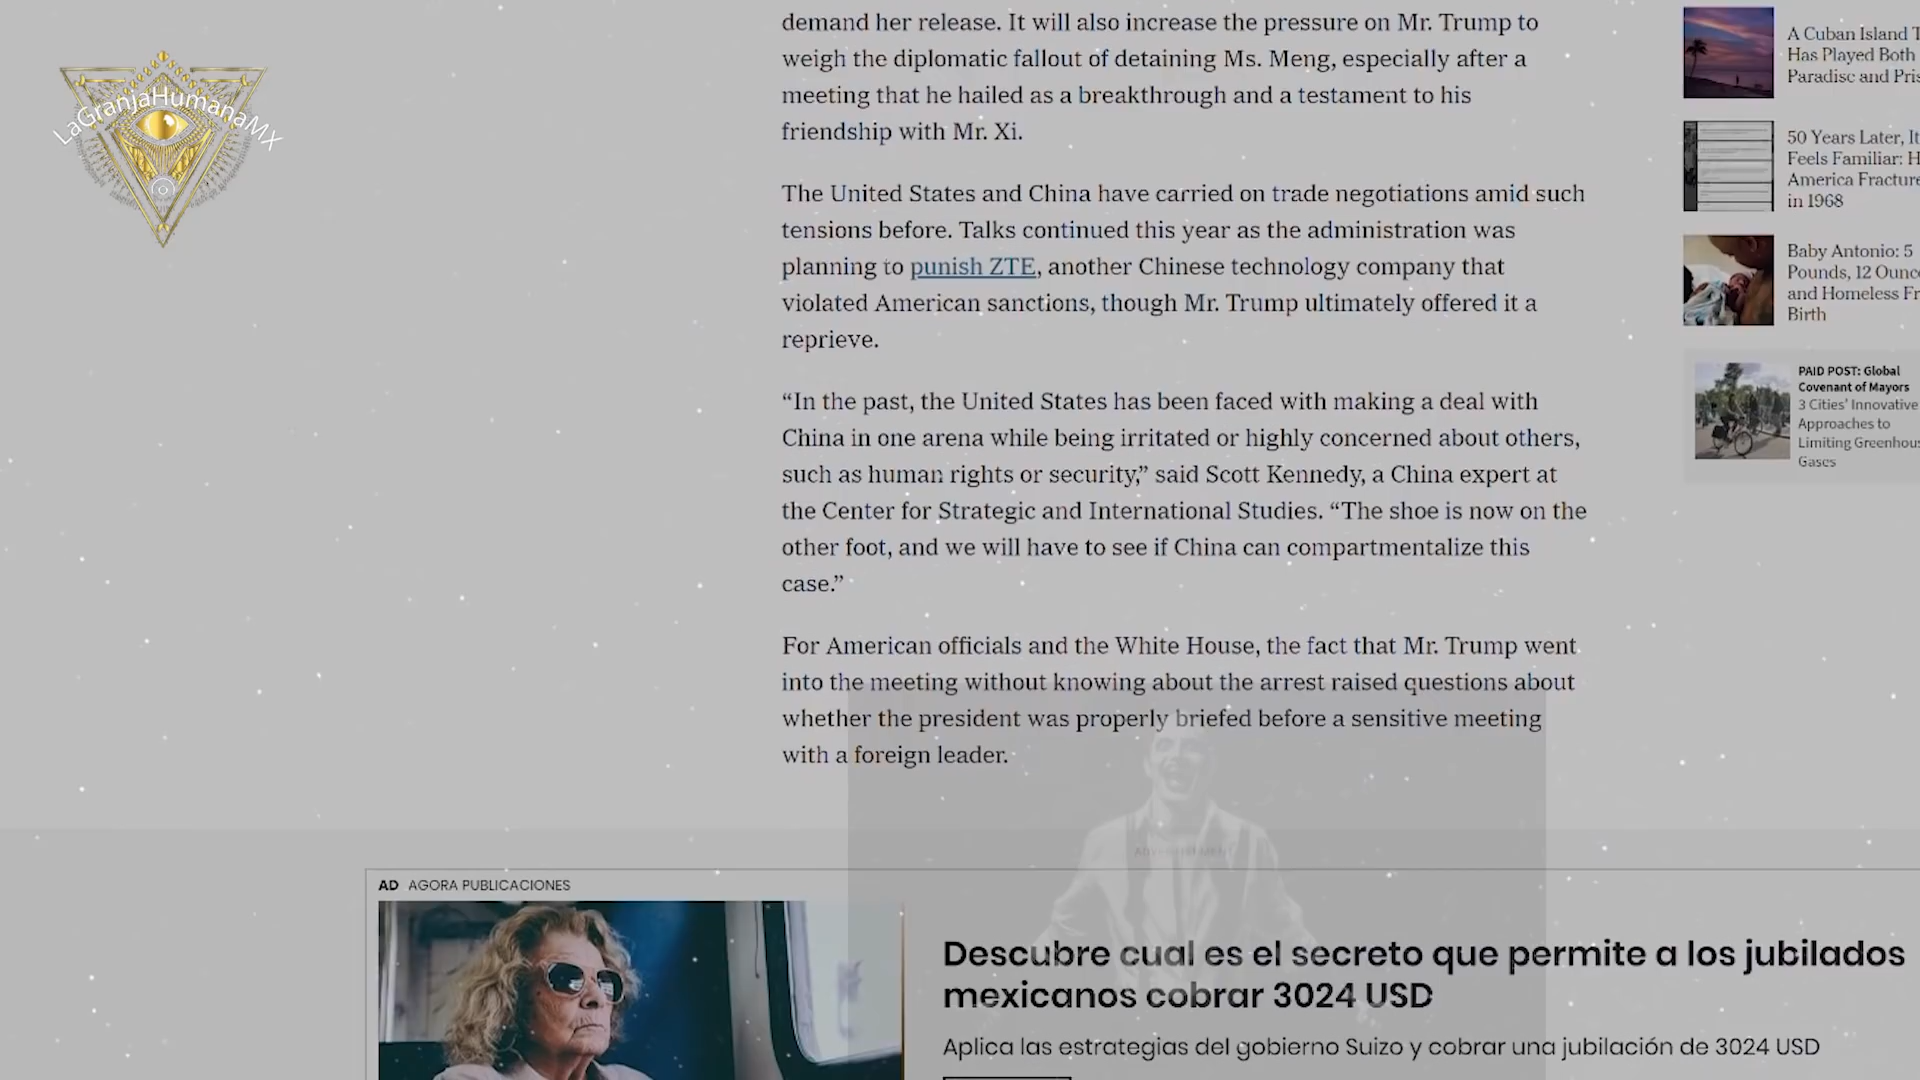 LaGranjaHumanaMX
demand her release. It will also increase the pressure on Mr. Trump to
weigh the diplomatic fallout of detaining Ms. Meng, especially after a
meeting that he hailed as a breakthrough and a testament to his
friendship with Mr. Xi.
The United States and China have carried on trade negotiations amid such
tensions before. Talks continued this year as the administration was
planning to punish ZTE, another Chinese technology company that
violated American sanctions, though Mr. Trump ultimately offered it a
reprieve.
“In the past, the United States has been faced with making a deal with
China in one arena while being irritated or highly concerned about others,
such as human rights or security,” said Scott Kennedy, a China expert at
the Center for Strategic and International Studies. “The shoe is now on the
other foot, and we will have to see if China can compartmentalize this
case.”
For American officials and the White House, the fact that Mr. Trump went
into the meeting without knowing about the arrest raised questions about
whether the president was properly briefed before a sensitive meeting
with a foreign leader.
A Cuban Island T
Has Played Both
Paradise and Pris
50 Years Later, It
Feels Familiar: H
America Fracture
in 1968
Baby Antonio: 5
Pounds, 12 Ounc
and Homeless Fr
Birth
PAID POST: Global
Covenant of Mayors
3 Cities’ Innovative
Approaches to
Limiting Greenhous
Gases
ADVERTISEMENT
AD AGORA PUBLICACIONES
Descubre cual es el secreto que permite a los jubilados
mexicanos cobrar 3024 USD
Aplica las estrategias del gobierno Suizo y cobrar una jubilación de 3024 USD